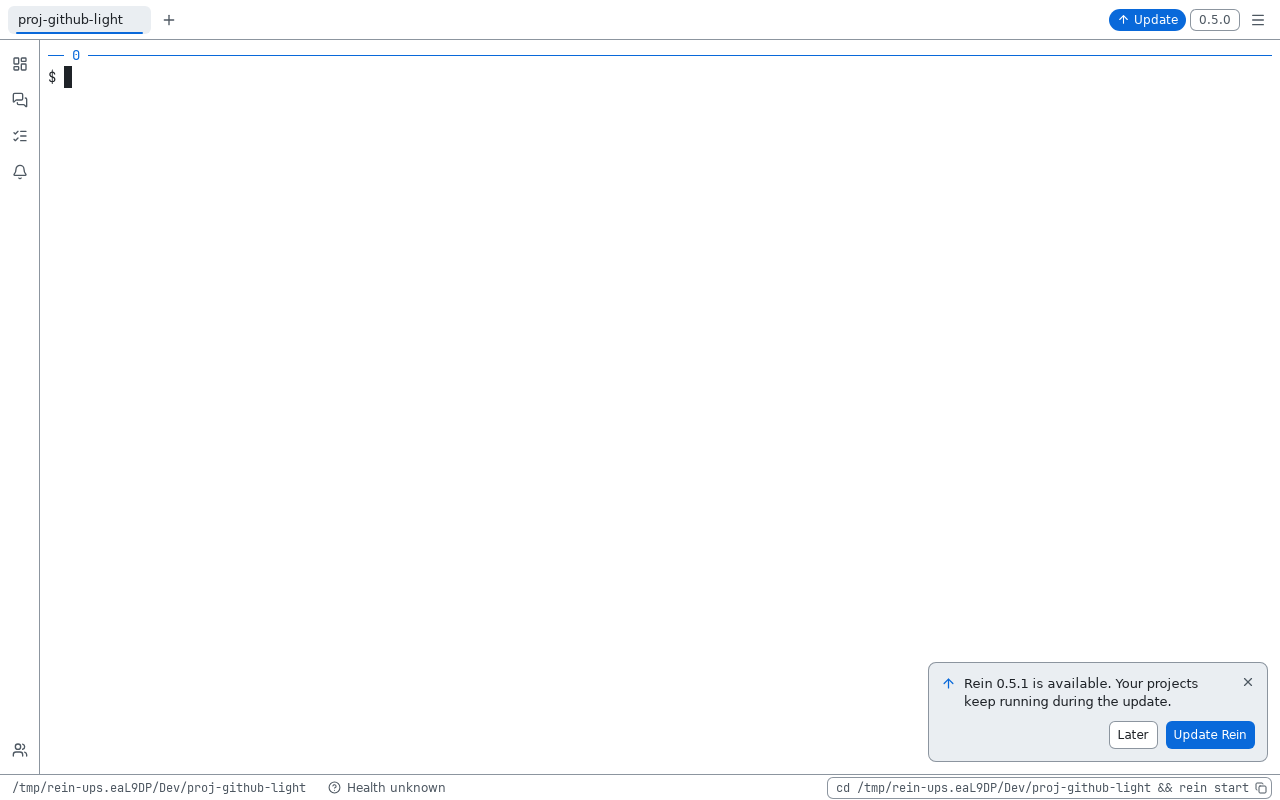 proj-github-light
Update
0.5.0
0
$
Rein 0.5.1 is available. Your projects
keep running during the update.
Later
Update Rein
/tmp/rein-ups.eaL9DP/Dev/proj-github-light
Health unknown
cd /tmp/rein-ups.eaL9DP/Dev/proj-github-light && rein start